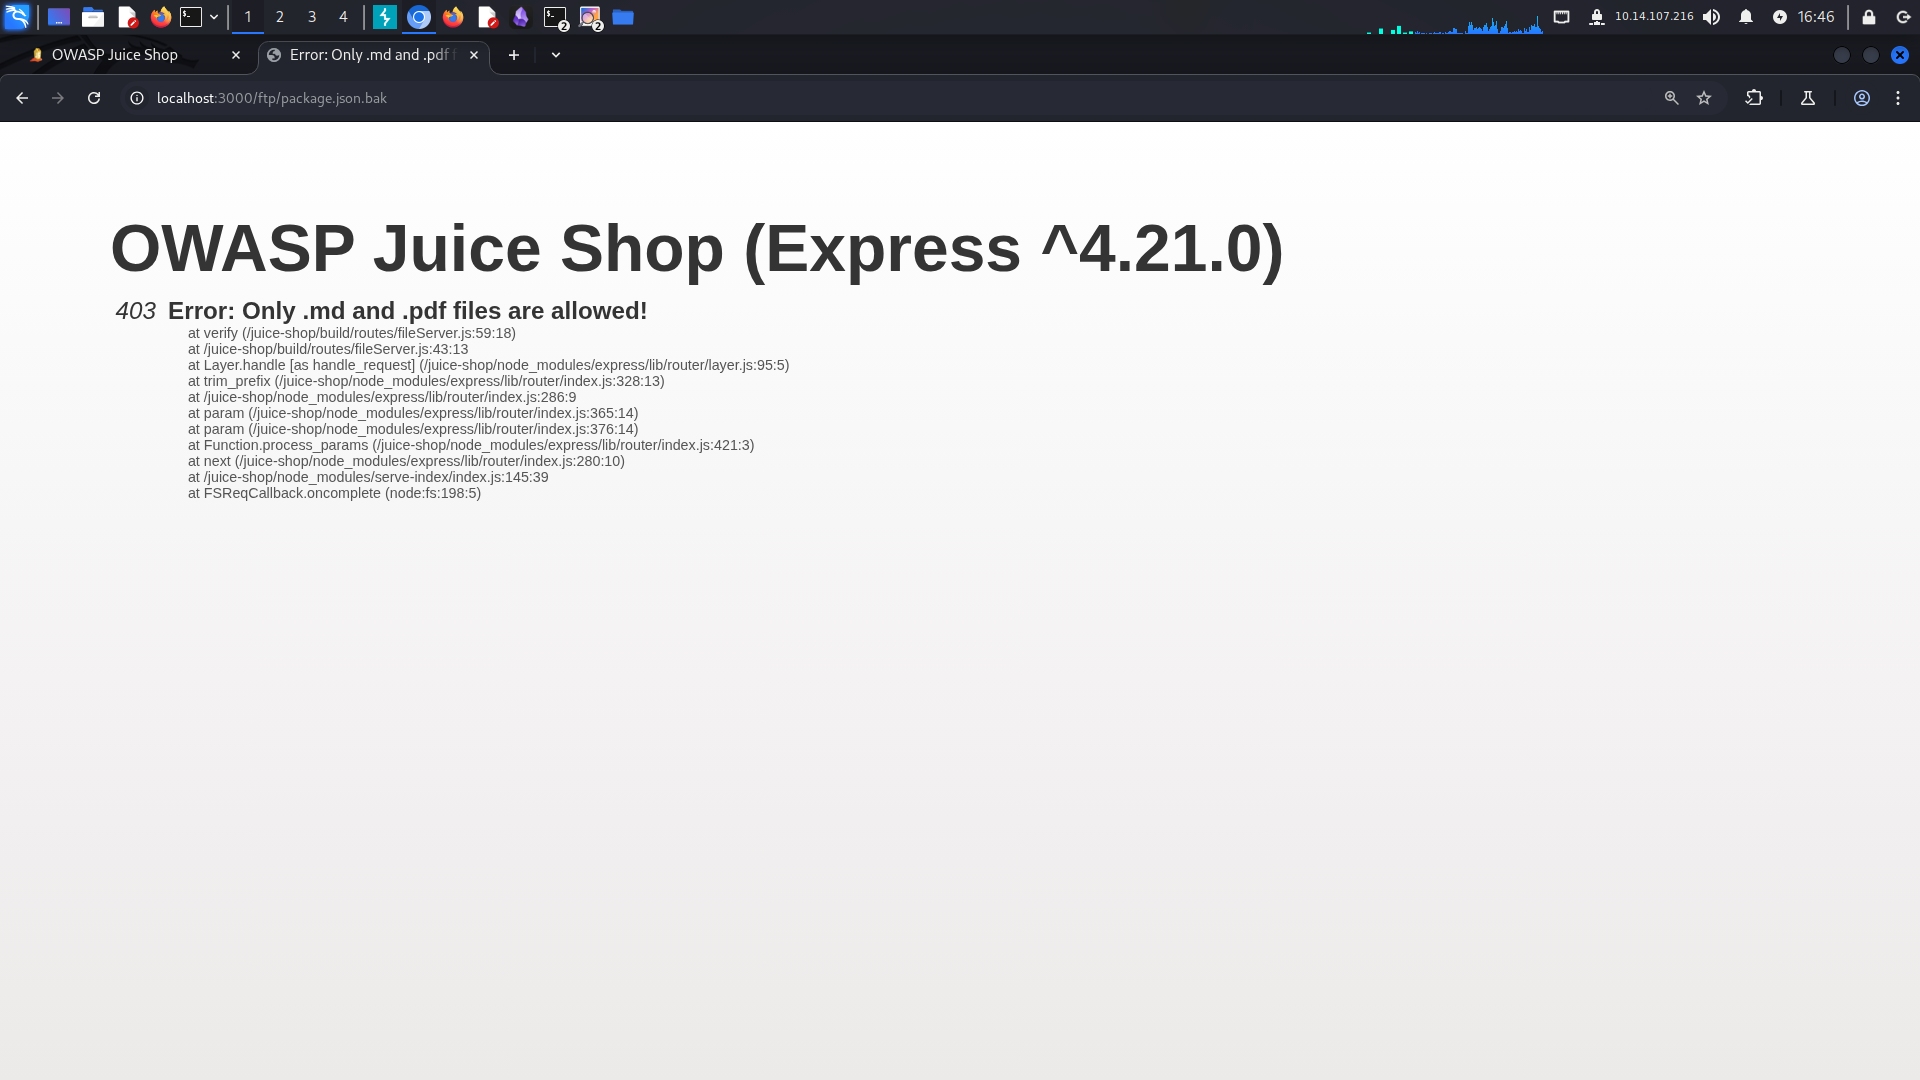 1 2 3 4
2 2
10.14.107.216 16:46
OWASP Juice Shop
Error: Only .md and .pdf f
localhost:3000/ftp/package.json.bak
OWASP Juice Shop (Express ^4.21.0)
403 Error: Only .md and .pdf files are allowed!
at verify (/juice-shop/build/routes/fileServer.js:59:18)
at /juice-shop/build/routes/fileServer.js:43:13
at Layer.handle [as handle_request] (/juice-shop/node_modules/express/lib/router/layer.js:95:5)
at trim_prefix (/juice-shop/node_modules/express/lib/router/index.js:328:13)
at /juice-shop/node_modules/express/lib/router/index.js:286:9
at param (/juice-shop/node_modules/express/lib/router/index.js:365:14)
at param (/juice-shop/node_modules/express/lib/router/index.js:376:14)
at Function.process_params (/juice-shop/node_modules/express/lib/router/index.js:421:3)
at next (/juice-shop/node_modules/express/lib/router/index.js:280:10)
at /juice-shop/node_modules/serve-index/index.js:145:39
at FSReqCallback.oncomplete (node:fs:198:5)